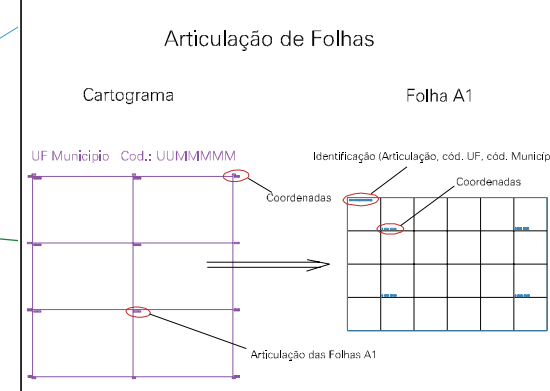 Articulação de Folhas
Cartograma
Folha A1
UF Municipio Cod.: UUMMMMM
Identificação (Articulação, cód. UF, cód. Municíp
Coordenadas
Coordenadas
Articulação das Folhas A1